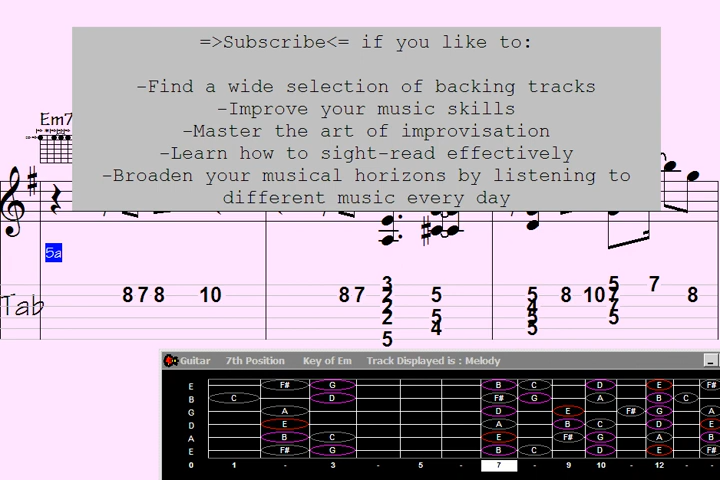 =>Subscribe<= if you like to:
-Find a wide selection of backing tracks
-Improve your music skills
-Master the art of improvisation
-Learn how to sight-read effectively
-Broaden your musical horizons by listening to
different music every day
Em7
5a
Tab
3 5 7
8 7 8 10 8 7 2 5 5 8 10 7 8
2 4 7
2 5 5 5
5 4 5
Guitar 7th Position Key of Em Track Displayed is : Melody
E F# G B C D E F# G
B C D F# G A B C
G A D E F# G A
D E A B C D E
A B C E F# G A B
E F# G B C D E F# G
0 1 - 3 - 5 - 7 - 9 10 - 12 - -